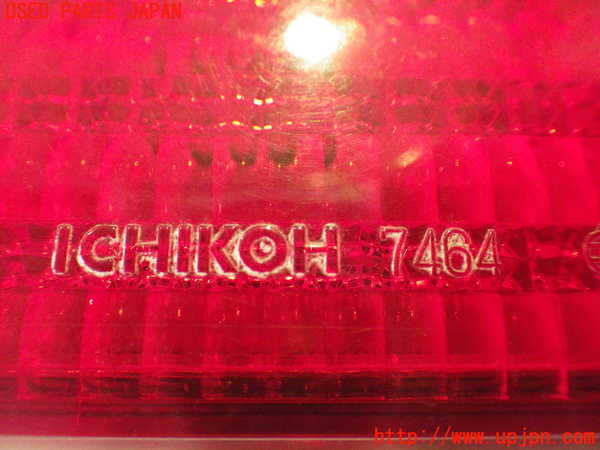 USED PARTS JAPAN
ICHIKOH 7464
http://www.upjpn.com